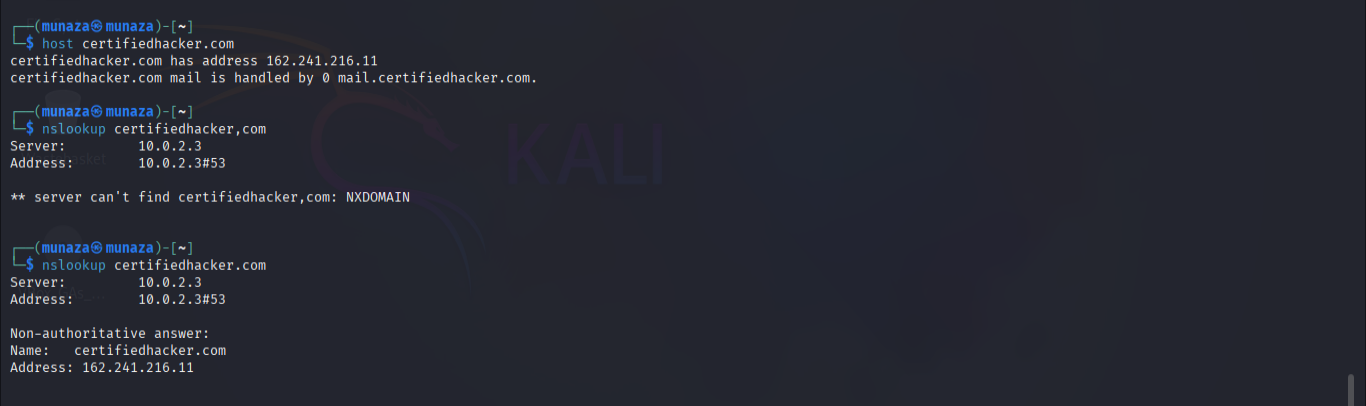 ┌──(munaza㉿munaza)-[~]
└─$ host certifiedhacker.com
certifiedhacker.com has address 162.241.216.11
certifiedhacker.com mail is handled by 0 mail.certifiedhacker.com.
┌──(munaza㉿munaza)-[~]
└─$ nslookup certifiedhacker,com
Server: 10.0.2.3
Address: 10.0.2.3#53
** server can't find certifiedhacker,com: NXDOMAIN
┌──(munaza㉿munaza)-[~]
└─$ nslookup certifiedhacker.com
Server: 10.0.2.3
Address: 10.0.2.3#53
Non-authoritative answer:
Name: certifiedhacker.com
Address: 162.241.216.11
KALI